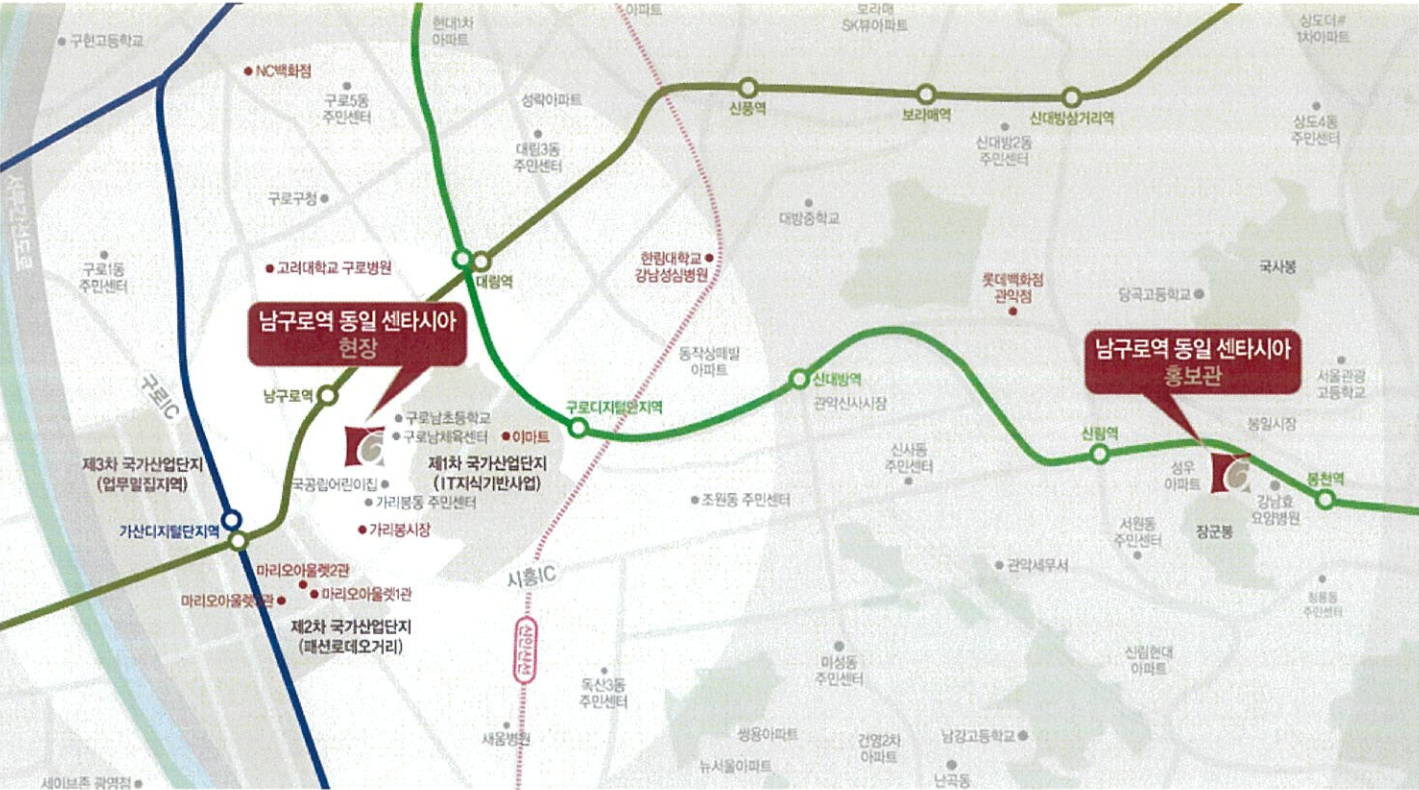 아파트
보라매
SK뷰아파트
상도더#
1차아파트
현대1차
아파트
구현고등학교
NC백화점
구로5동
주민센터
성락아파트
신풍역
보라매역
신대방삼거리역
상도4동
주민센터
대림3동
주민센터
신대방2동
주민센터
서부간선도로
구로구청
대방중학교
구로1동
주민센터
고려대학교 구로병원
대림역
한림대학교
강남성심병원
국사봉
롯데백화점
관악점
당곡고등학교
남구로역 동일 센타시아
현장
남구로역 동일 센타시아
홍보관
동작상떼빌
아파트
서울관광
고등학교
구로IC
남구로역
신대방역
관악신사시장
구로디지털단지역
구로남초등학교
구로남체육센터
이마트
봉일시장
신림역
제3차 국가산업단지
(업무밀집지역)
제1차 국가산업단지
(IT지식기반사업)
신사동
주민센터
성우
아파트
봉천역
국공립어린이집
가리봉동 주민센터
조원동 주민센터
강남효
요양병원
가산디지털단지역
가리봉시장
서원동
주민센터
장군봉
마리오아울렛2관
시흥IC
관악세무서
마리오아울렛3관
마리오아울렛1관
청룡동
주민센터
제2차 국가산업단지
(패션로데오거리)
신안산선
미성동
주민센터
신림현대
아파트
독산3동
주민센터
새움병원
쌍용아파트
건영2차
아파트
남강고등학교
뉴서울아파트
난곡동
세이브존 광명점